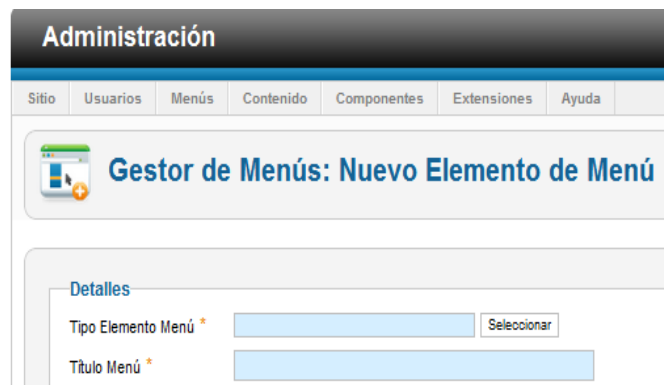 Administración
Sitio Usuarios Menús Contenido Componentes Extensiones Ayuda
Gestor de Menús: Nuevo Elemento de Menú
Detalles
Tipo Elemento Menú * Seleccionar
Título Menú *